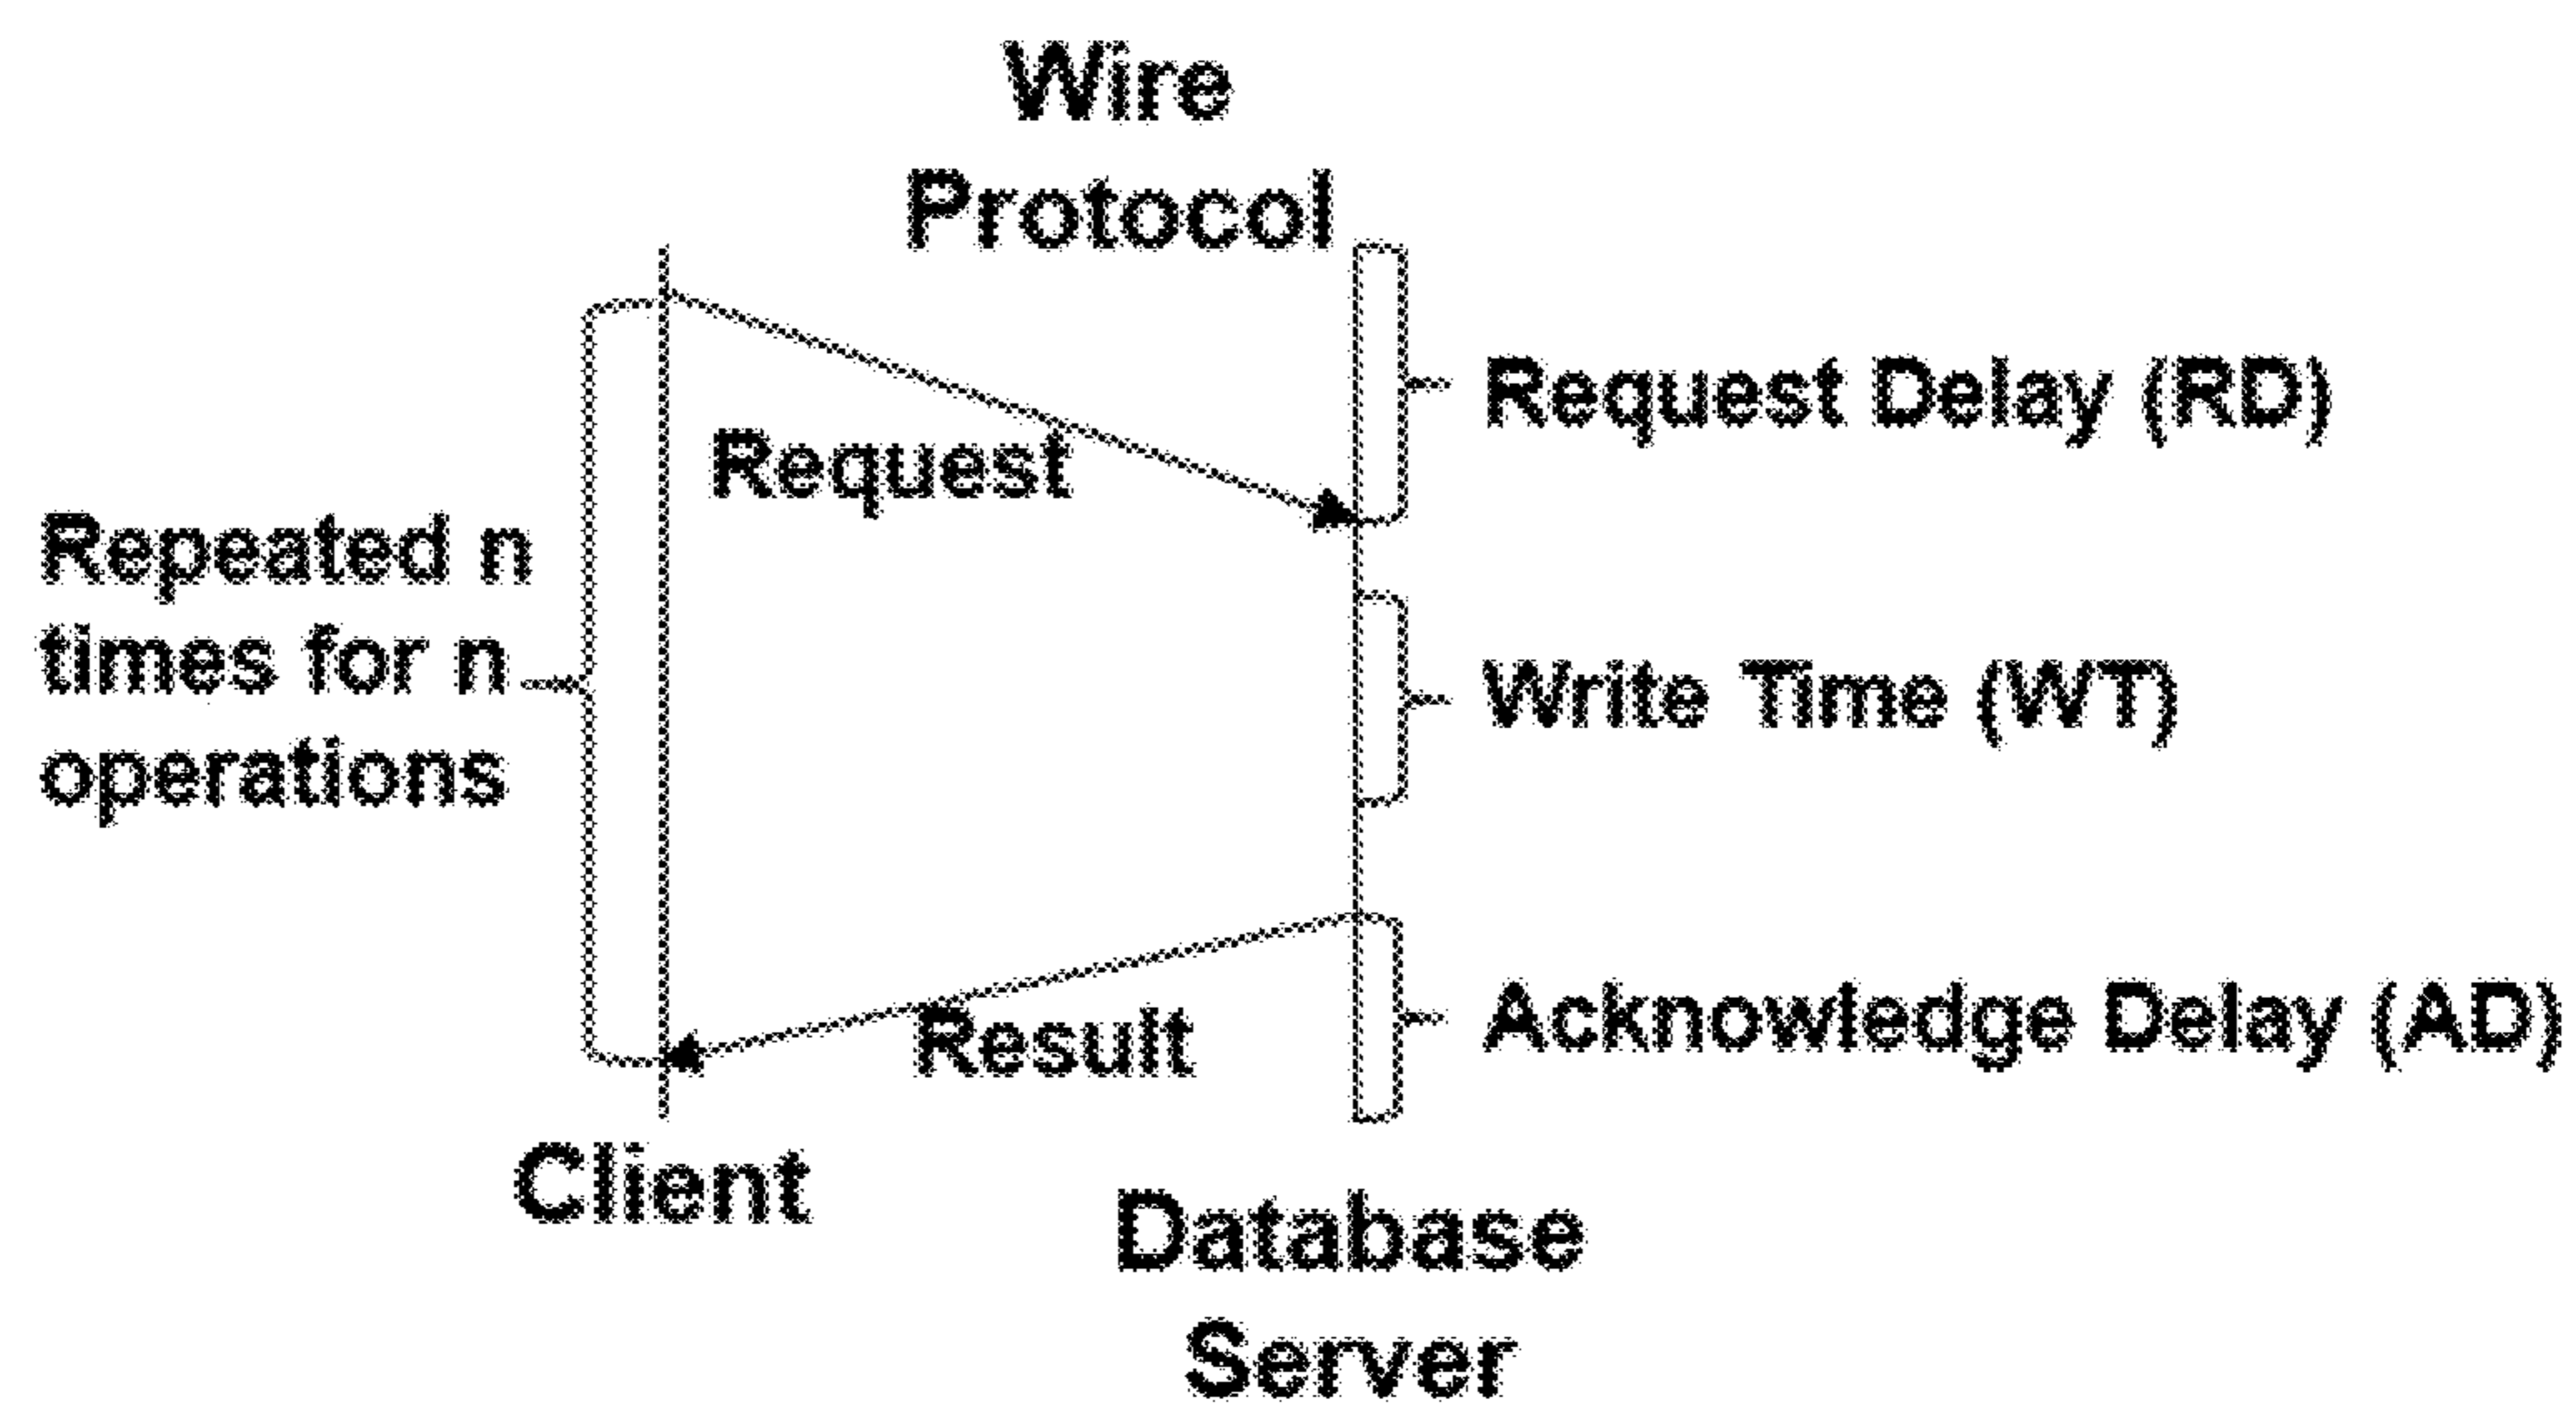 Wire
Protocol
Request Delay (RD)
Request
Repeated n
times for n
operations
Write Time (WT)
Acknowledge Delay (AD)
Result
Client
Database
Server